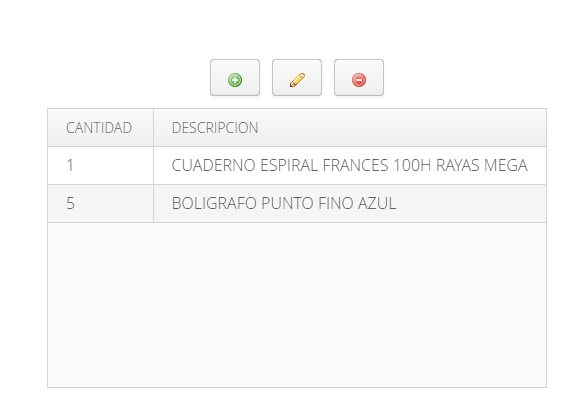 CANTIDAD DESCRIPCION
1 CUADERNO ESPIRAL FRANCES 100H RAYAS MEGA
5 BOLIGRAFO PUNTO FINO AZUL